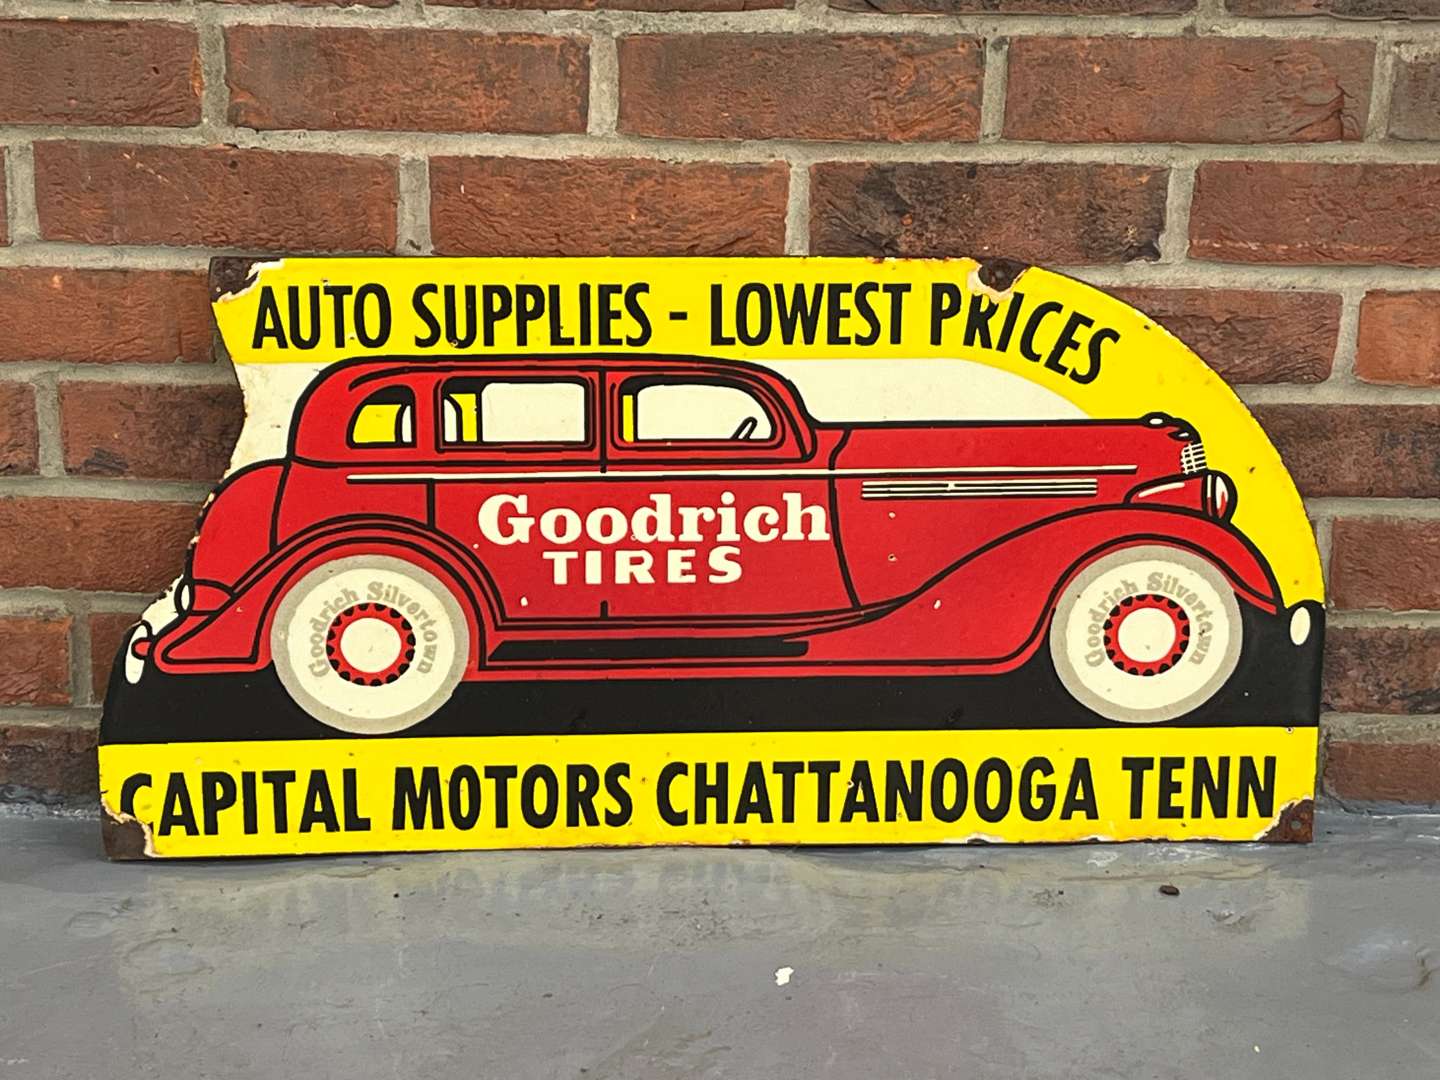 AUTO SUPPLIES - LOWEST PRICES
Goodrich
TIRES
Goodrich Silvertown
Goodrich Silvertown
CAPITAL MOTORS CHATTANOOGA TENN